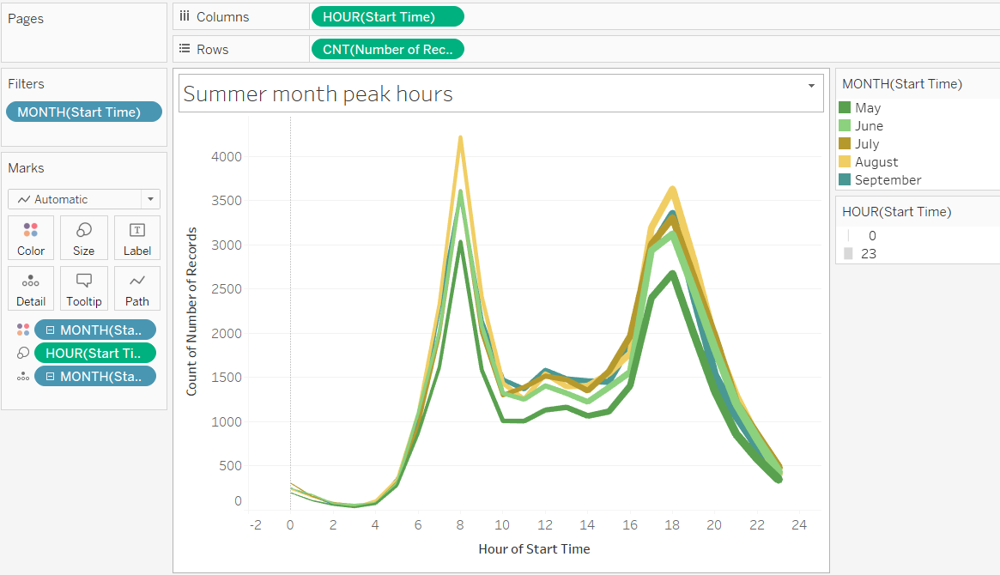 Pages
Columns
HOUR(Start Time)
Rows
CNT(Number of Rec..
Filters
MONTH(Start Time)
Marks
Automatic
Color
Size
T
Label
Detail
Tooltip
Path
MONTH(Sta..
HOUR(Start Ti..
MONTH(Sta..
Summer month peak hours
Count of Number of Records
4000
3500
3000
2500
2000
1500
1000
500
0
-2 0 2 4 6 8 10 12 14 16 18 20 22 24
Hour of Start Time
MONTH(Start Time)
May
June
July
August
September
HOUR(Start Time)
0
23